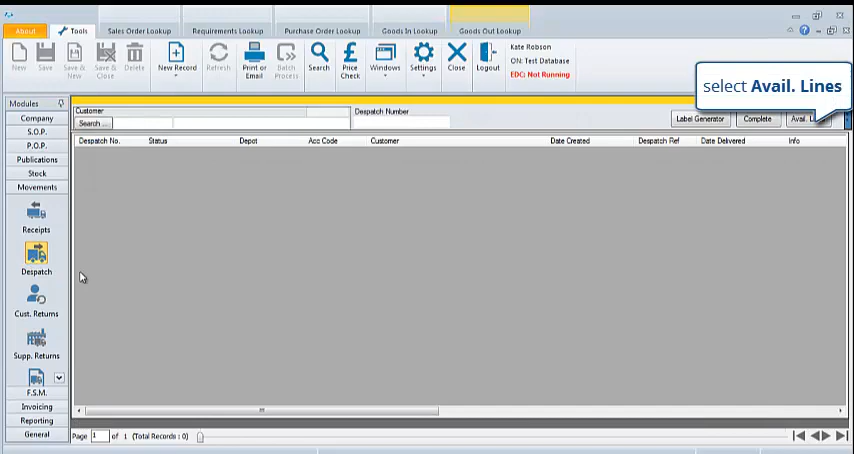 About Tools Sales Order Lookup Requirements Lookup Purchase Order Lookup Goods In Lookup Goods Out Lookup
New Save Save & New Save & Close Delete New Record Refresh Print or Email Batch Process Search Price Check Windows Settings Close Logout
Kate Robson
ON: Test Database
EDC: Not Running
select Avail. Lines
Modules
Company
S.O.P.
P.O.P.
Publications
Stock
Movements
Receipts
Despatch
Cust. Returns
Supp. Returns
F.S.M.
Invoicing
Reporting
General
Customer
Search ...
Despatch Number
Label Generator Complete Avail.
Despatch No. Status Depot Acc Code Customer Date Created Despatch Ref Date Delivered Info
Page 1 of 1 (Total Records : 0)